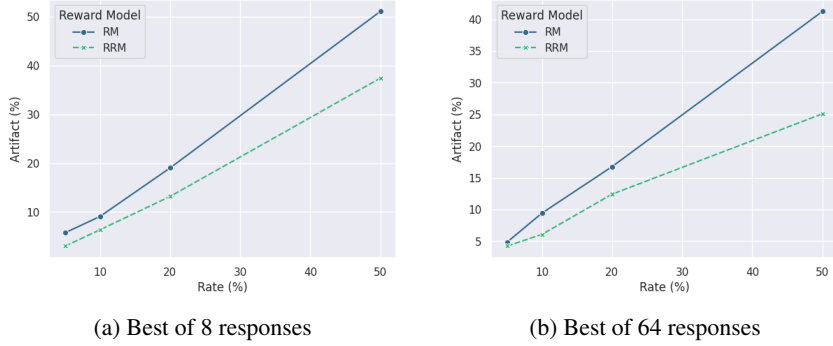 Reward Model
RM
RRM
50
40
30
20
10
Artifact (%)
10
20
30
40
50
Rate (%)
(a) Best of 8 responses
Reward Model
RM
RRM
40
35
30
25
20
15
10
5
Artifact (%)
10
20
30
40
50
Rate (%)
(b) Best of 64 responses